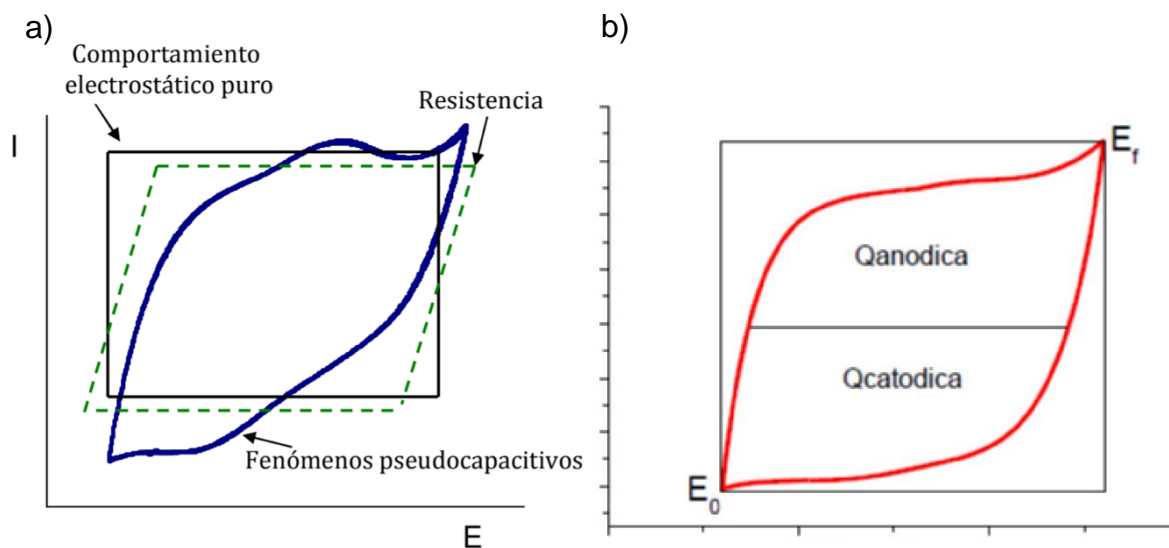 a)
Comportamiento
electrostático puro
Resistencia
I
Fenómenos pseudocapacitivos
E
b)
Ef
Qanodica
Qcatodica
E0